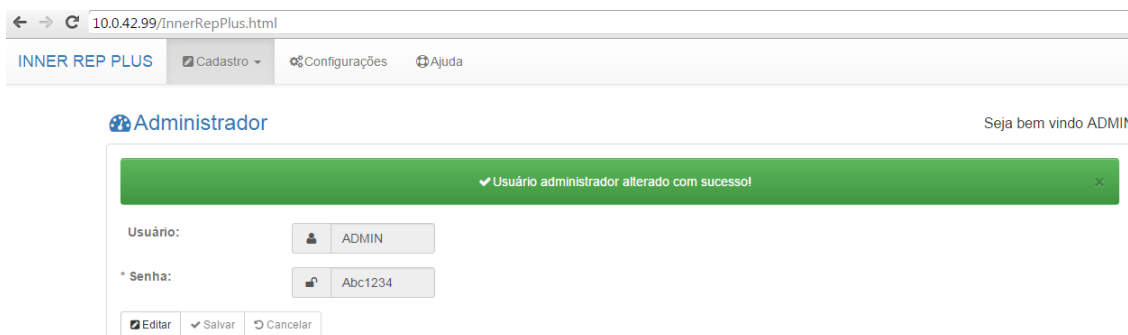 10.0.42.99/InnerRepPlus.html
INNER REP PLUS Cadastro Configurações Ajuda
Administrador
Seja bem vindo ADMIN
Usuário administrador alterado com sucesso! ×
Usuário: ADMIN
* Senha: Abc1234
Editar Salvar Cancelar